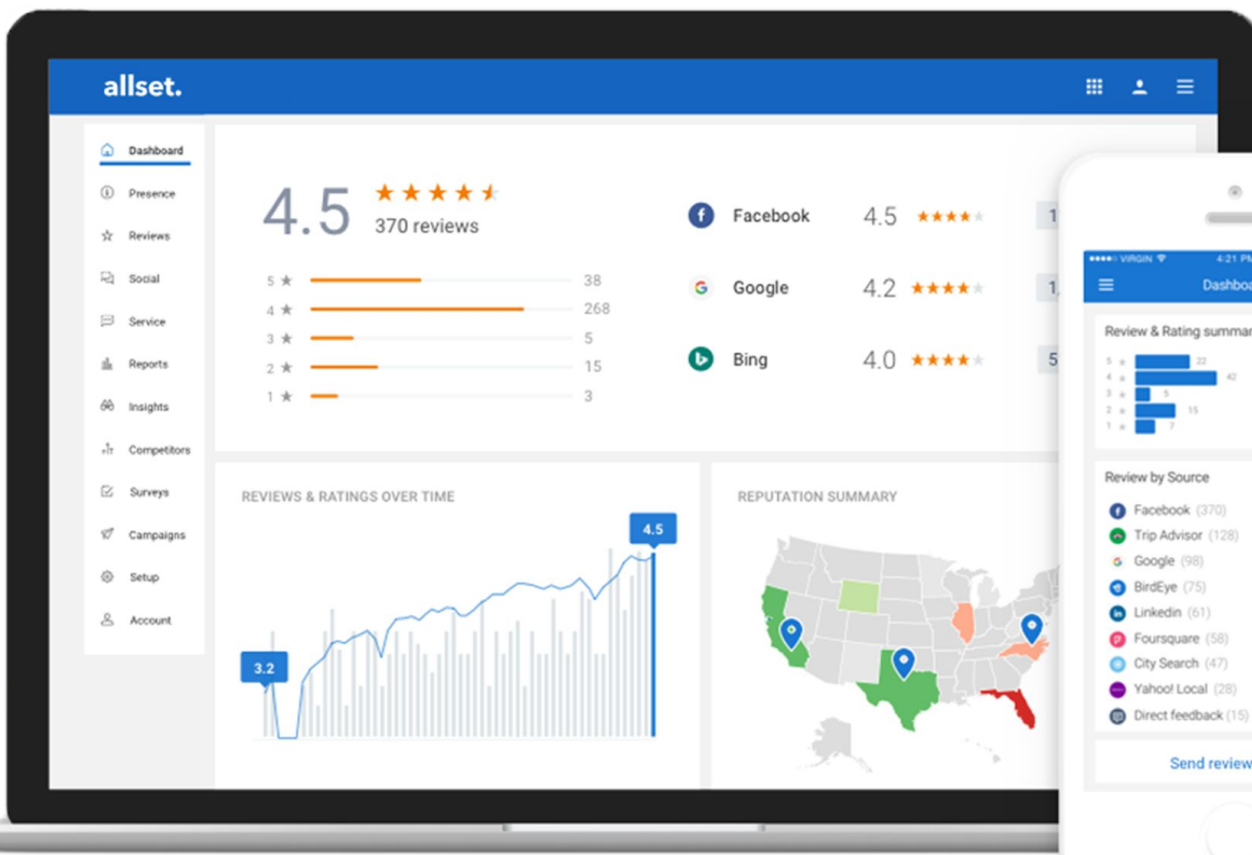 allset.
Dashboard
Presence
Reviews
Social
Service
Reports
Insights
Competitors
Surveys
Campaigns
Setup
Account
4.5
370 reviews
5 38
4 268
3 5
2 15
1 3
Facebook 4.5
Google 4.2
Bing 4.0
REVIEWS & RATINGS OVER TIME
3.2
4.5
REPUTATION SUMMARY
VIRGIN 4:21 PM
Review & Rating
5 22
4 42
3 5
2 15
1 7
Review by Source
Facebook (370)
Trip Advisor (128)
Google (98)
BirdEye (75)
Linkedin (61)
Foursquare (58)
City Search (47)
Yahoo! Local (28)
Direct feedback (15)
Send review